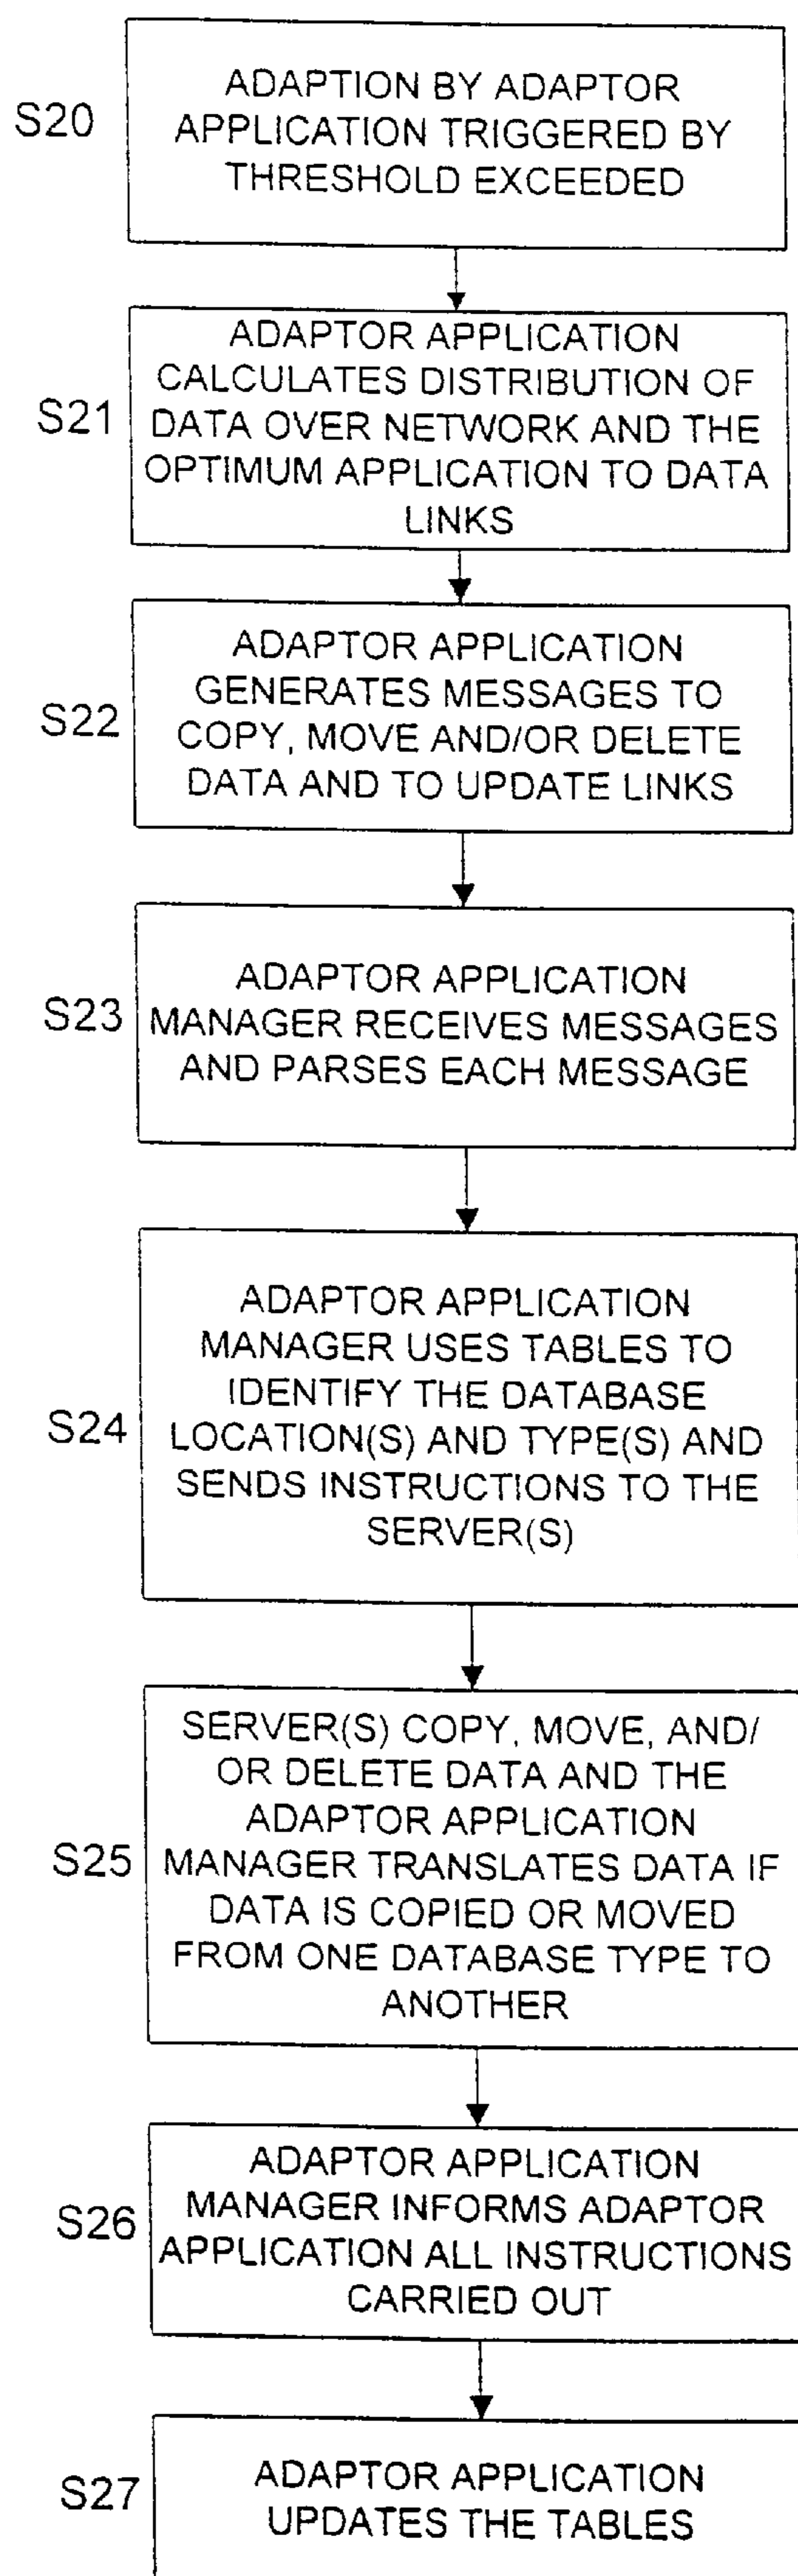 S20
ADAPTION BY ADAPTOR
APPLICATION TRIGGERED BY
THRESHOLD EXCEEDED
S21
ADAPTOR APPLICATION
CALCULATES DISTRIBUTION OF
DATA OVER NETWORK AND THE
OPTIMUM APPLICATION TO DATA
LINKS
S22
ADAPTOR APPLICATION
GENERATES MESSAGES TO
COPY, MOVE AND/OR DELETE
DATA AND TO UPDATE LINKS
S23
ADAPTOR APPLICATION
MANAGER RECEIVES MESSAGES
AND PARSES EACH MESSAGE
S24
ADAPTOR APPLICATION
MANAGER USES TABLES TO
IDENTIFY THE DATABASE
LOCATION(S) AND TYPE(S) AND
SENDS INSTRUCTIONS TO THE
SERVER(S)
S25
SERVER(S) COPY, MOVE, AND/
OR DELETE DATA AND THE
ADAPTOR APPLICATION
MANAGER TRANSLATES DATA IF
DATA IS COPIED OR MOVED
FROM ONE DATABASE TYPE TO
ANOTHER
S26
ADAPTOR APPLICATION
MANAGER INFORMS ADAPTOR
APPLICATION ALL INSTRUCTIONS
CARRIED OUT
S27
ADAPTOR APPLICATION
UPDATES THE TABLES